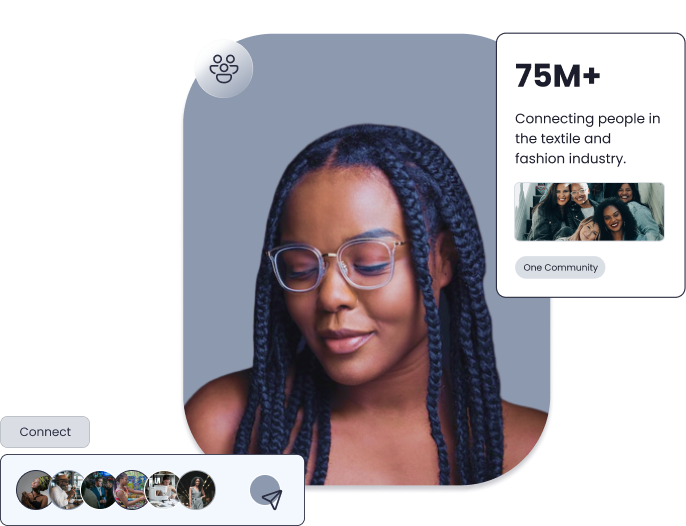 75M+
Connecting people in
the textile and
fashion industry.
One Community
Connect